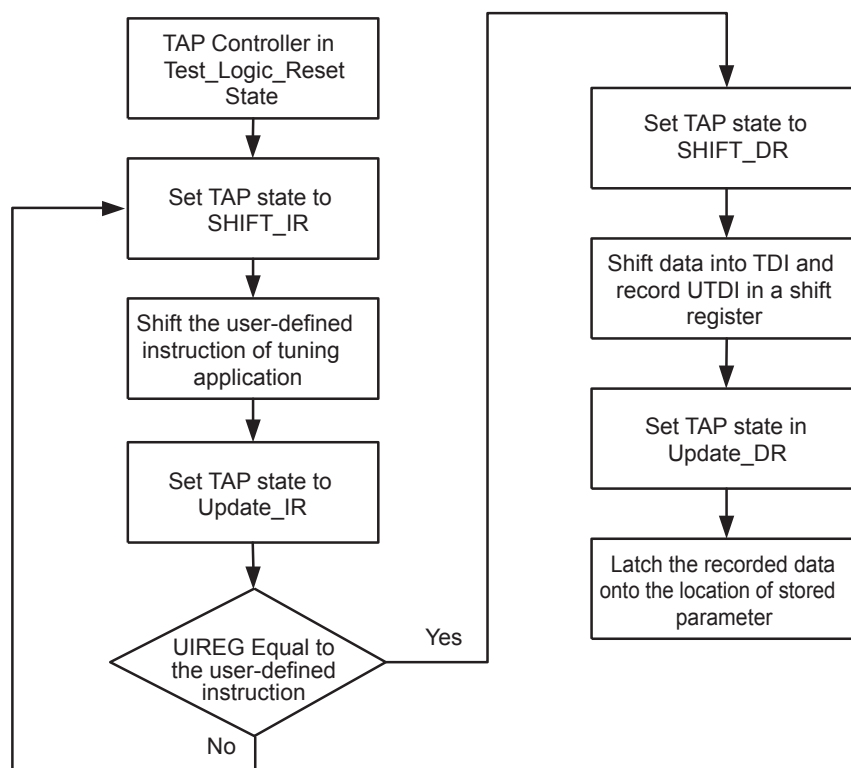 TAP Controller in
Test_Logic_Reset
State
Set TAP state to
SHIFT_IR
Shift the user-defined
instruction of tuning
application
Set TAP state to
Update_IR
UIREG Equal to
the user-defined
instruction
Yes
No
Set TAP state to
SHIFT_DR
Shift data into TDI and
record UTDI in a shift
register
Set TAP state in
Update_DR
Latch the recorded data
onto the location of stored
parameter